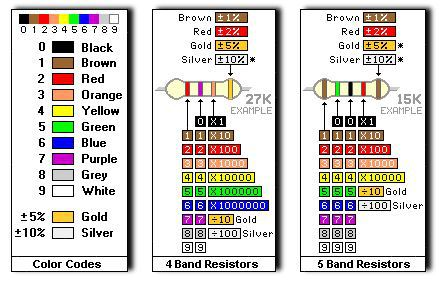 0 1 2 3 4 5 6 7 8 9
0 Black
1 Brown
2 Red
3 Orange
4 Yellow
5 Green
6 Blue
7 Purple
8 Grey
9 White
±5% Gold
±10% Silver
Color Codes
Brown ±1%
Red ±2%
Gold ±5% *
Silver ±10% *
27K
EXAMPLE
0 X1
1 1 X10
2 2 X100
3 3 X1000
4 4 X10000
5 5 X100000
6 6 X1000000
7 7 ÷10 Gold
8 8 ÷100 Silver
9 9
4 Band Resistors
Brown ±1%
Red ±2%
Gold ±5% *
Silver ±10% *
15K
EXAMPLE
0 0 X1
1 1 1 X10
2 2 2 X100
3 3 3 X1000
4 4 4 X10000
5 5 5 ÷10 Gold
6 6 6 ÷100 Silver
7 7 7
8 8 8
9 9 9
5 Band Resistors